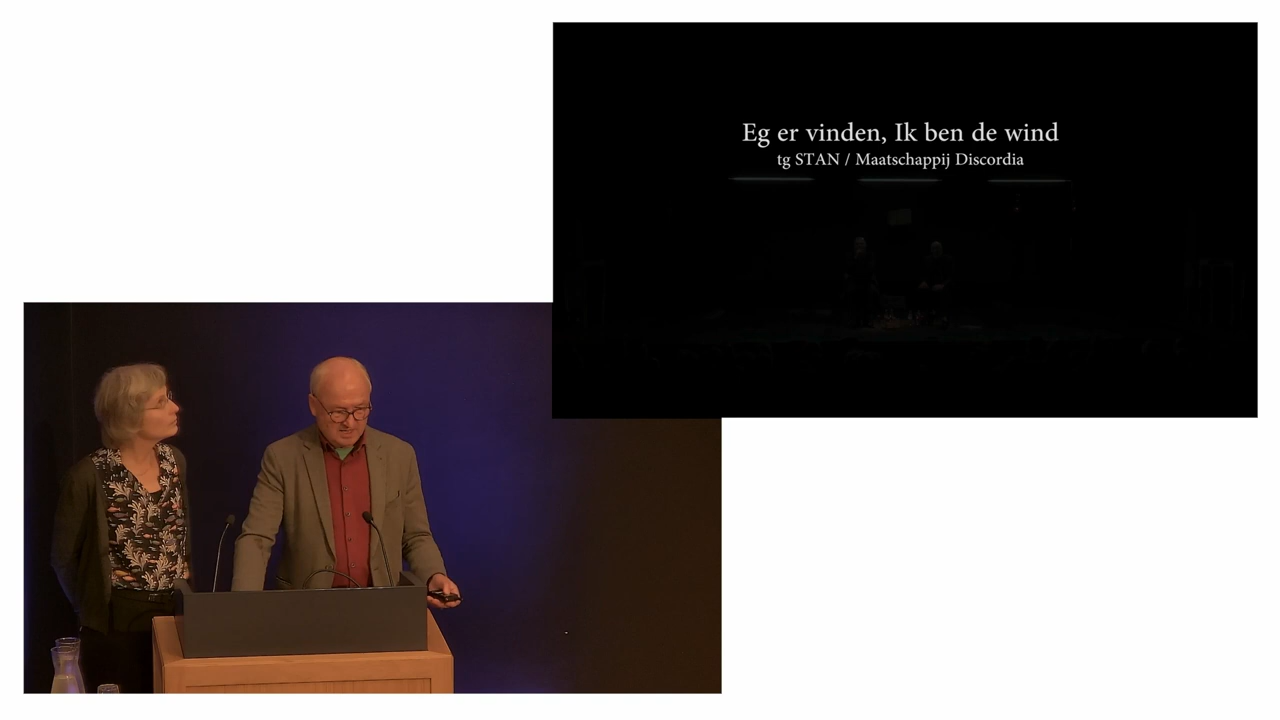 Eg er vinden, Ik ben de wind
tg STAN / Maatschappij Discordia